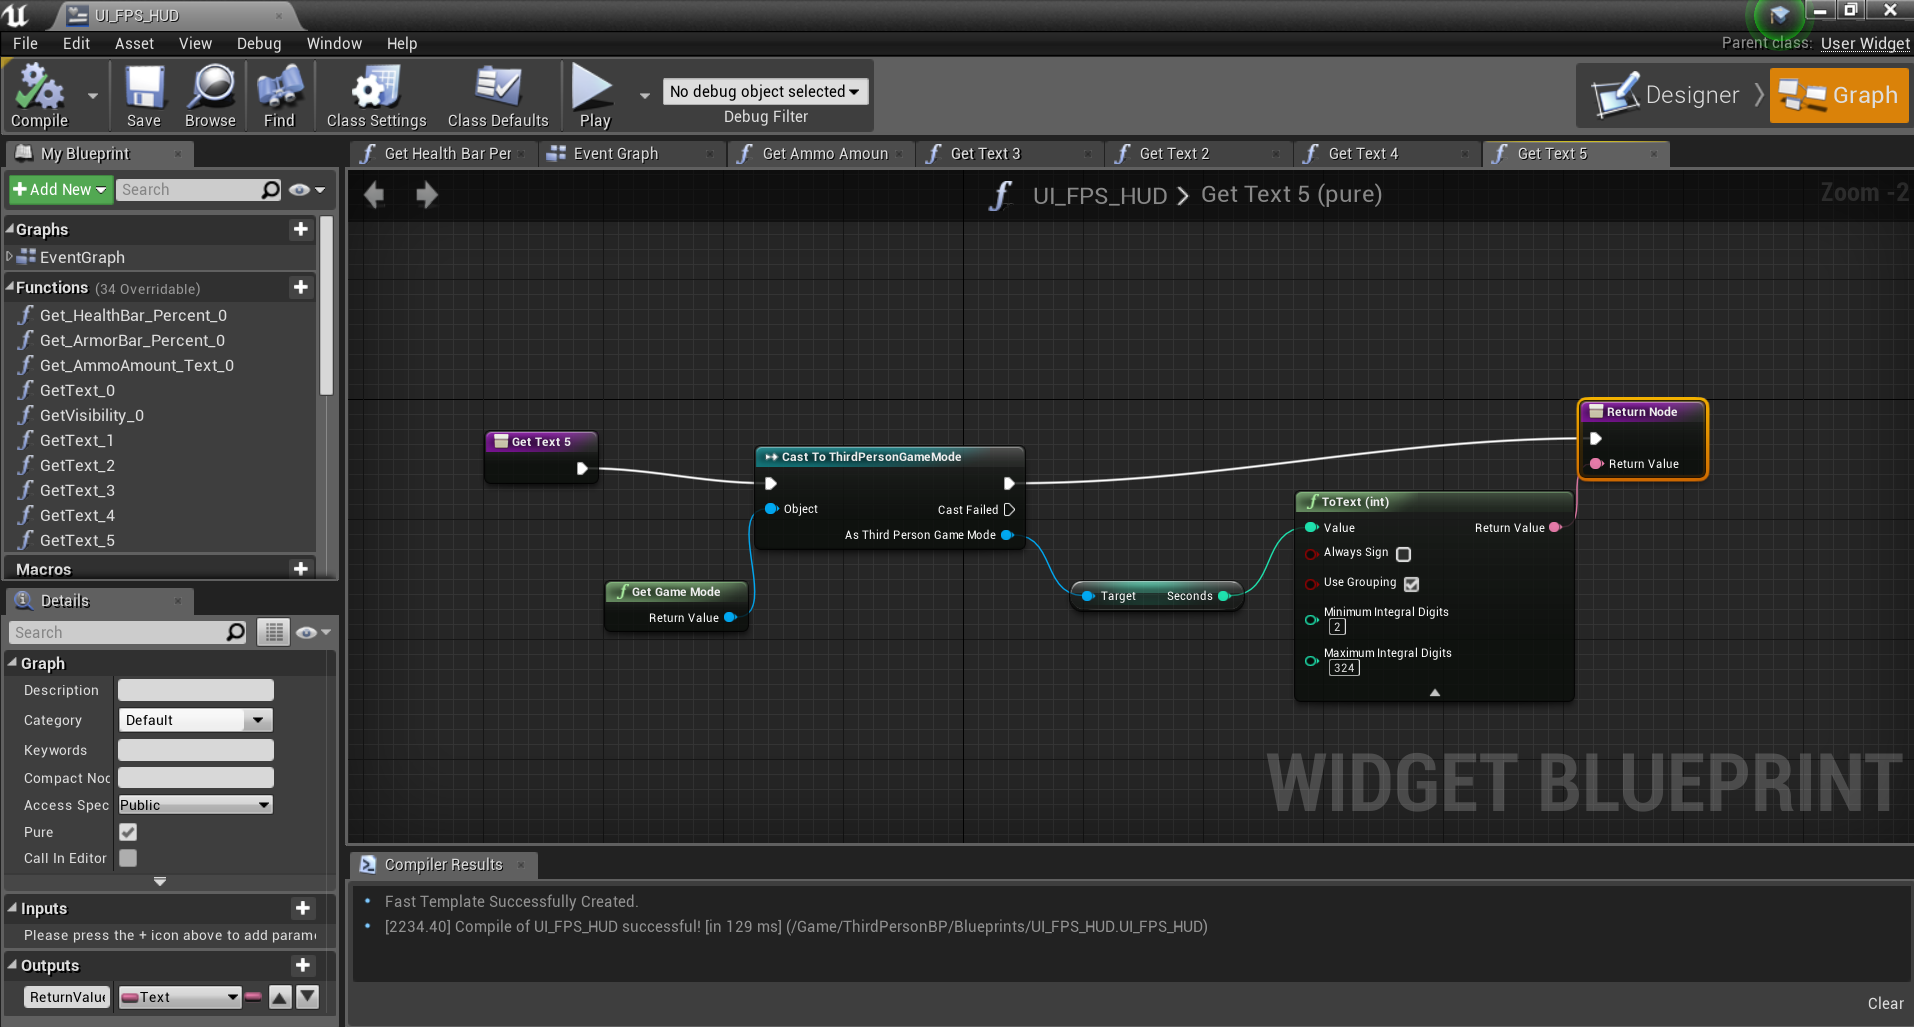 UI_FPS_HUD
File Edit Asset View Debug Window Help
Parent class: User Widget
Compile
Save
Browse
Find
Class Settings
Class Defaults
Play
No debug object selected
Debug Filter
Designer
Graph
My Blueprint
Get Health Bar Per
Event Graph
Get Ammo Amoun
Get Text 3
Get Text 2
Get Text 4
Get Text 5
+ Add New
Search
UI_FPS_HUD > Get Text 5 (pure)
Zoom -2
Graphs
EventGraph
Functions (34 Overridable)
Get_HealthBar_Percent_0
Get_ArmorBar_Percent_0
Get_AmmoAmount_Text_0
GetText_0
GetVisibility_0
GetText_1
GetText_2
GetText_3
GetText_4
GetText_5
Macros
Get Text 5
Cast To ThirdPersonGameMode
Object
Cast Failed
As Third Person Game Mode
Get Game Mode
Return Value
Target Seconds
ToText (int)
Value
Return Value
Always Sign
Use Grouping
Minimum Integral Digits
2
Maximum Integral Digits
324
Return Node
Return Value
WIDGET BLUEPRINT
Details
Search
Graph
Description
Category Default
Keywords
Compact Noc
Access Spec Public
Pure
Call In Editor
Inputs
Please press the + icon above to add parame
Outputs
ReturnValue Text
Compiler Results
Fast Template Successfully Created.
[2234.40] Compile of UI_FPS_HUD successful! [in 129 ms] (/Game/ThirdPersonBP/Blueprints/UI_FPS_HUD.UI_FPS_HUD)
Clear